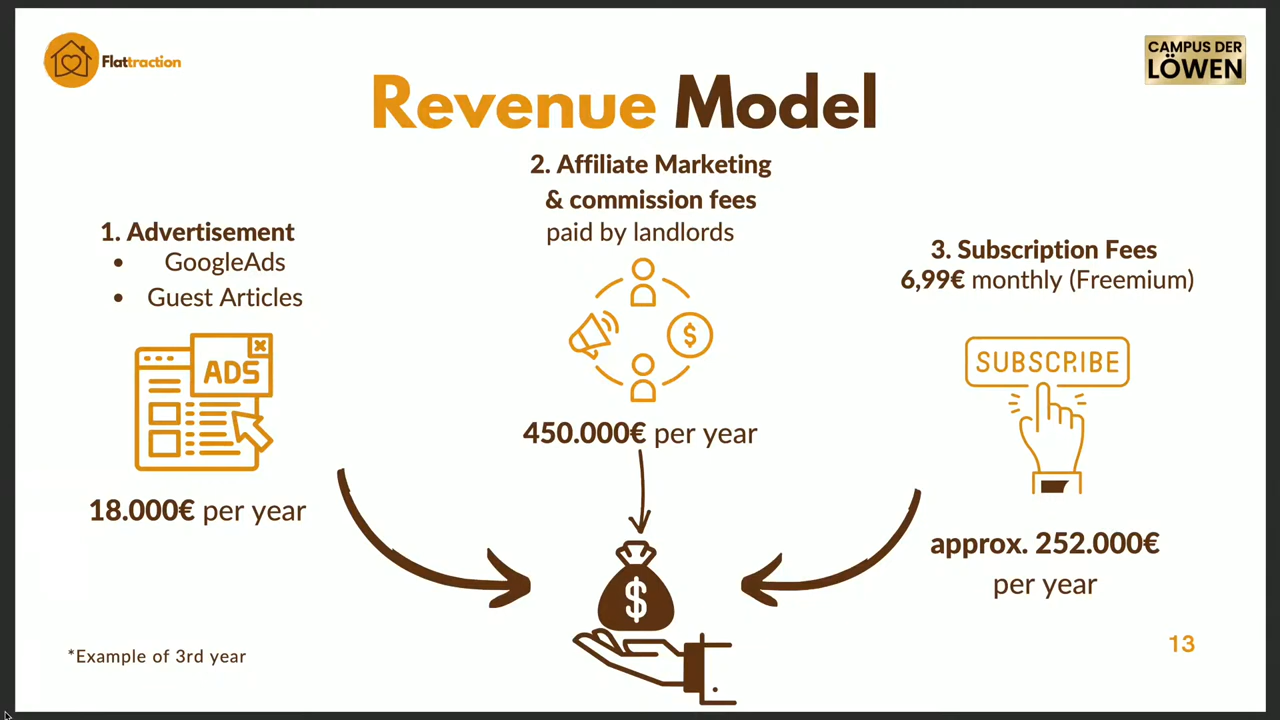 Flattraction
CAMPUS DER
LÖWEN
Revenue Model
1. Advertisement
• GoogleAds
• Guest Articles
ADS
18.000€ per year
2. Affiliate Marketing
& commission fees
paid by landlords
$
450.000€ per year
3. Subscription Fees
6,99€ monthly (Freemium)
SUBSCRIBE
approx. 252.000€
per year
$
*Example of 3rd year
13